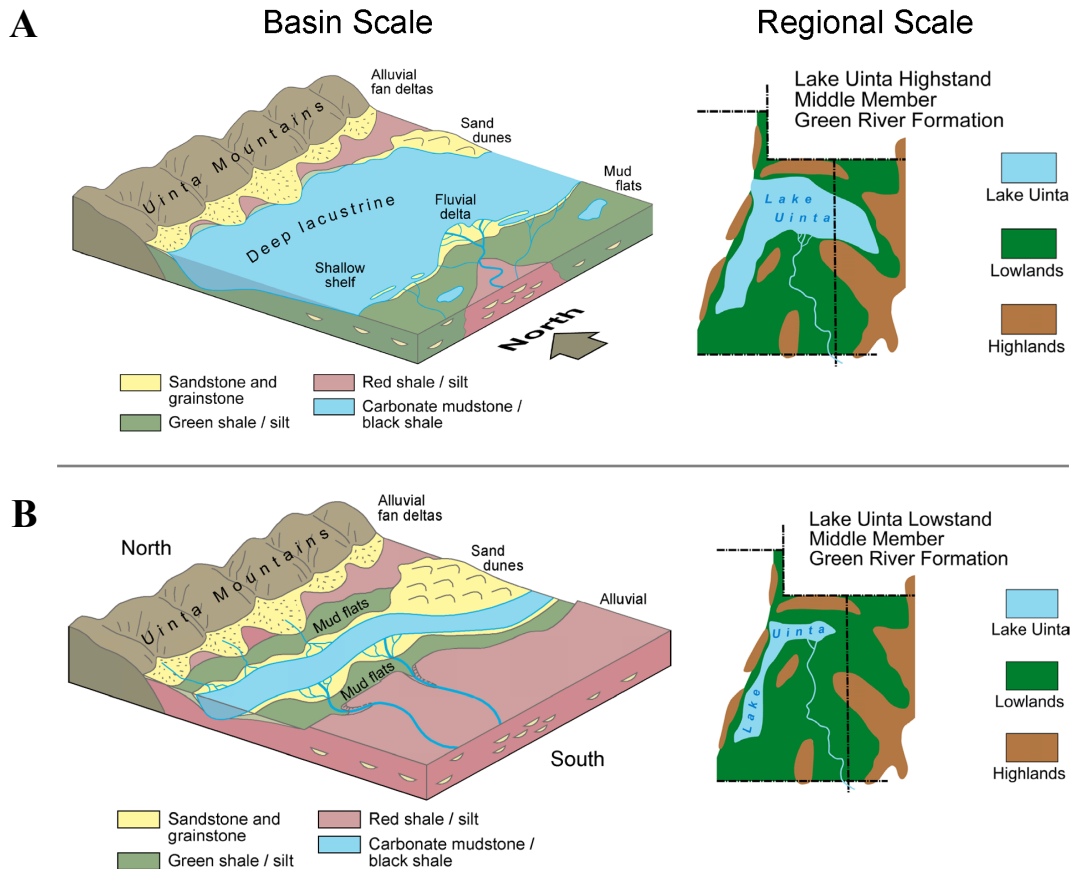 A
Basin Scale
Regional Scale
Alluvial
fan deltas
Sand
dunes
Mud
flats
Uinta Mountains
Deep lacustrine
Fluvial
delta
Shallow
shelf
North
Sandstone and
grainstone
Green shale / silt
Red shale / silt
Carbonate mudstone /
black shale
Lake Uinta Highstand
Middle Member
Green River Formation
Lake
Uinta
Lake Uinta
Lowlands
Highlands
B
North
Alluvial
fan deltas
Sand
dunes
Alluvial
Uinta Mountains
Mud flats
Mud flats
South
Sandstone and
grainstone
Green shale / silt
Red shale / silt
Carbonate mudstone /
black shale
Lake Uinta Lowstand
Middle Member
Green River Formation
Uinta
Lake
Lake Uinta
Lowlands
Highlands